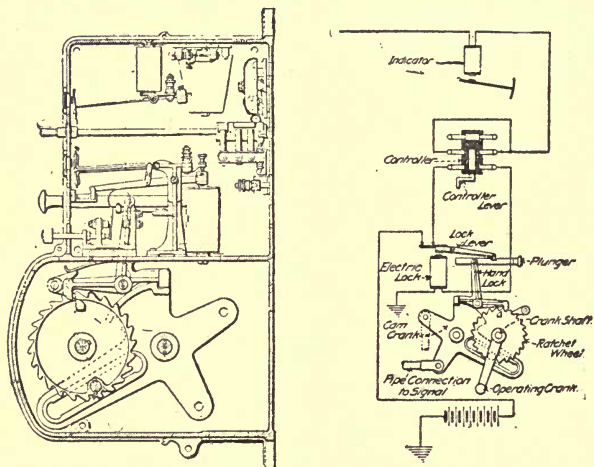 Indicator
Controller
Controller
Lever
Lock
Lever
Plunger
Electric
Lock
Hand
Lock
Cam
Crank
Crank Shaft.
Ratchet
Wheel.
Pipe Connection
to Signal
Operating Crank.